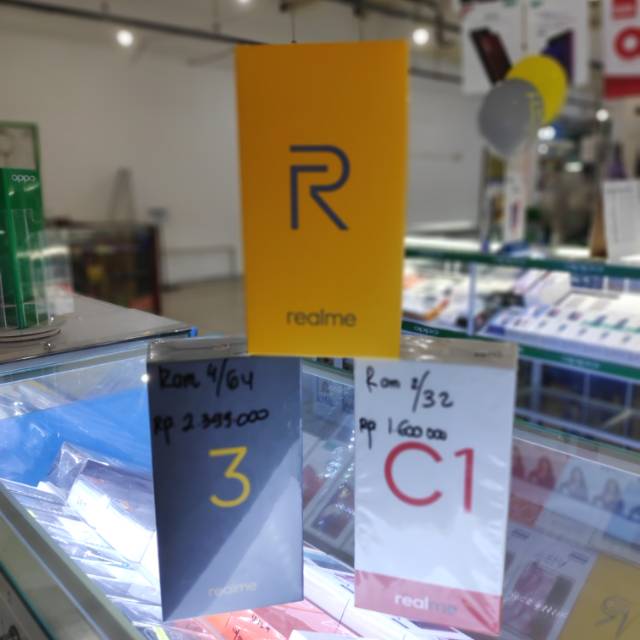 R
realme
Ram 4/64
Rp 2.399.000
3
realme
Ram 2/32
Rp 1.600.000
C1
realme
oppo
oppo